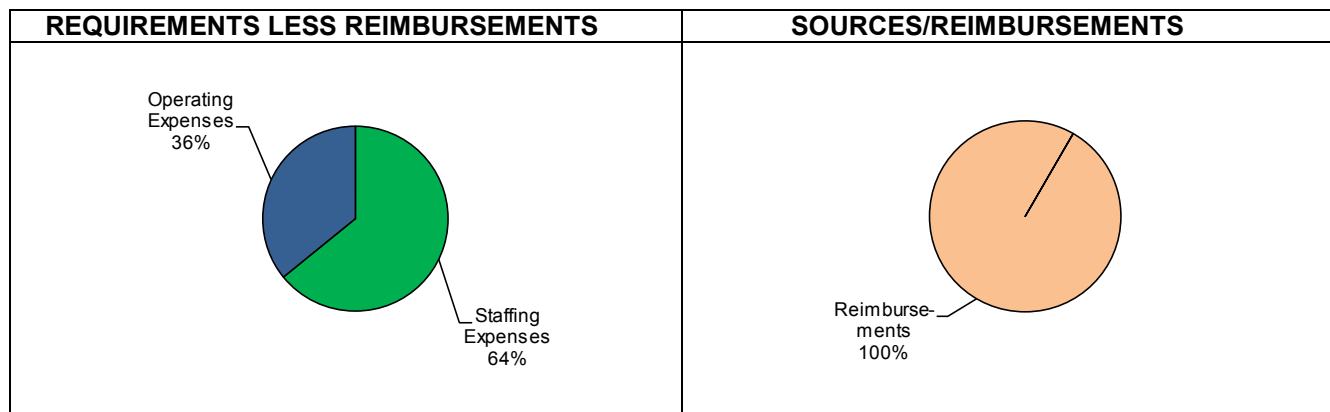 REQUIREMENTS LESS REIMBURSEMENTS
SOURCES/REIMBURSEMENTS
Operating
Expenses
36%
Staffing
Expenses
64%
Reimburse-
ments
100%